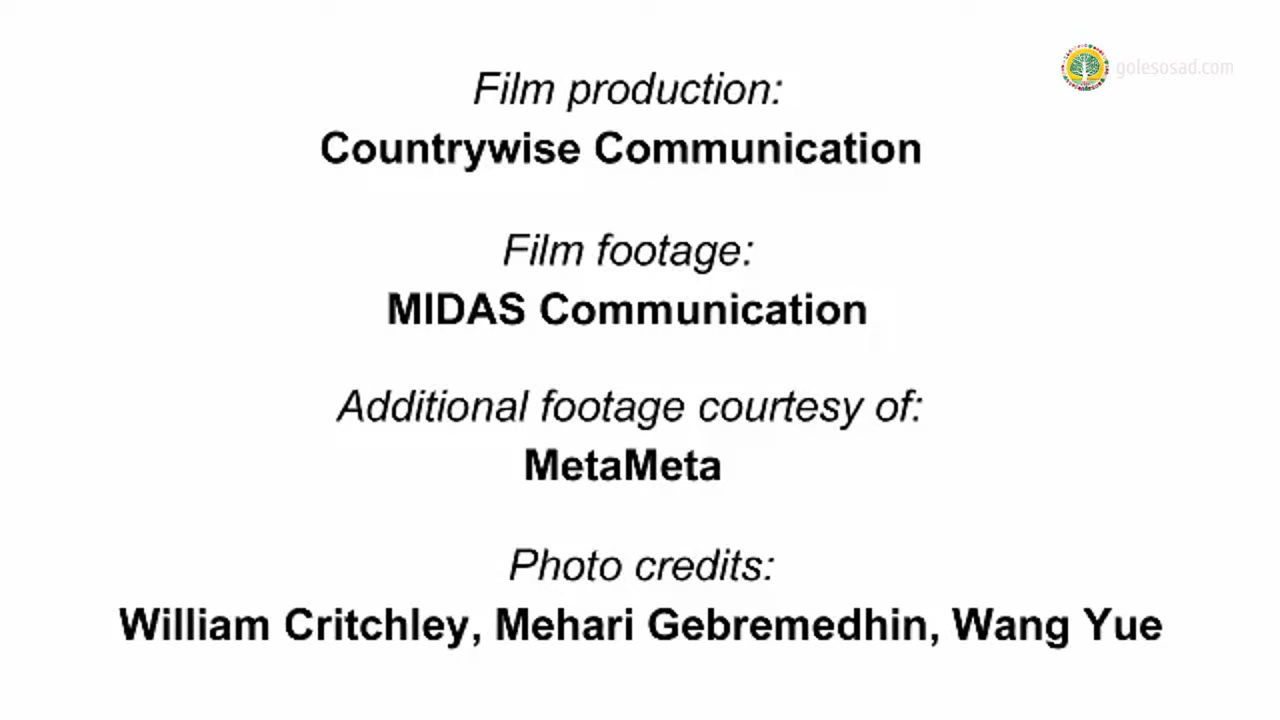 golesosad.com
Film production:
Countrywise Communication
Film footage:
MIDAS Communication
Additional footage courtesy of:
MetaMeta
Photo credits:
William Critchley, Mehari Gebremedhin, Wang Yue